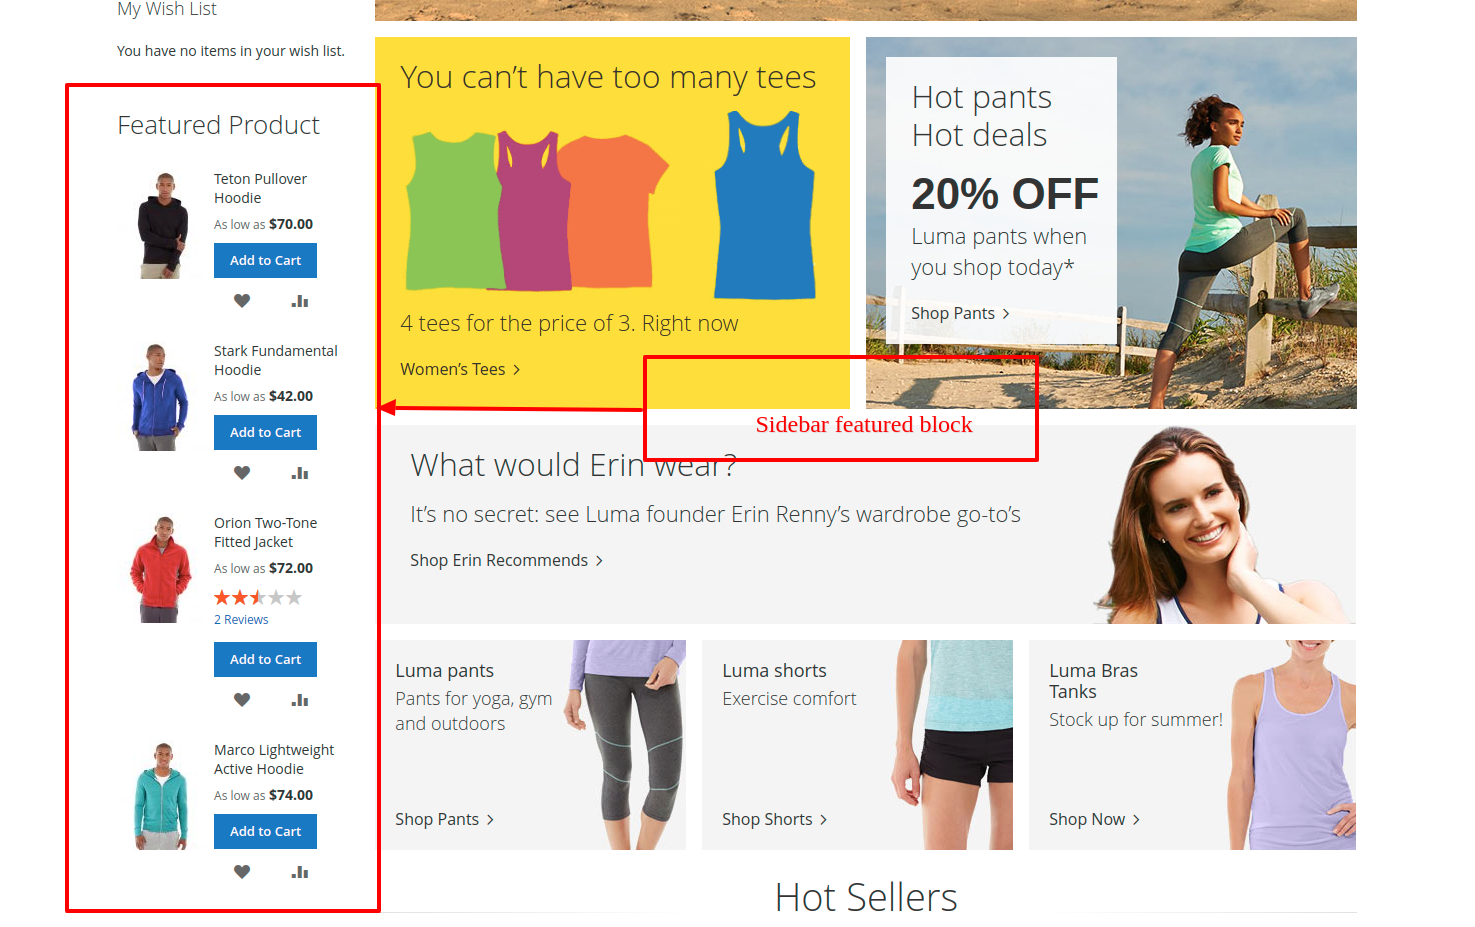 My Wish List
You have no items in your wish list.
Featured Product
Teton Pullover
Hoodie
As low as $70.00
Add to Cart
Stark Fundamental
Hoodie
As low as $42.00
Add to Cart
Orion Two-Tone
Fitted Jacket
As low as $72.00
2 Reviews
Add to Cart
Marco Lightweight
Active Hoodie
As low as $74.00
Add to Cart
You can’t have too many tees
4 tees for the price of 3. Right now
Women’s Tees
Hot pants
Hot deals
20% OFF
Luma pants when
you shop today*
Shop Pants
Sidebar featured block
What would Erin wear?
It’s no secret: see Luma founder Erin Renny’s wardrobe go-to’s
Shop Erin Recommends
Luma pants
Pants for yoga, gym
and outdoors
Shop Pants
Luma shorts
Exercise comfort
Shop Shorts
Luma Bras
Tanks
Stock up for summer!
Shop Now
Hot Sellers